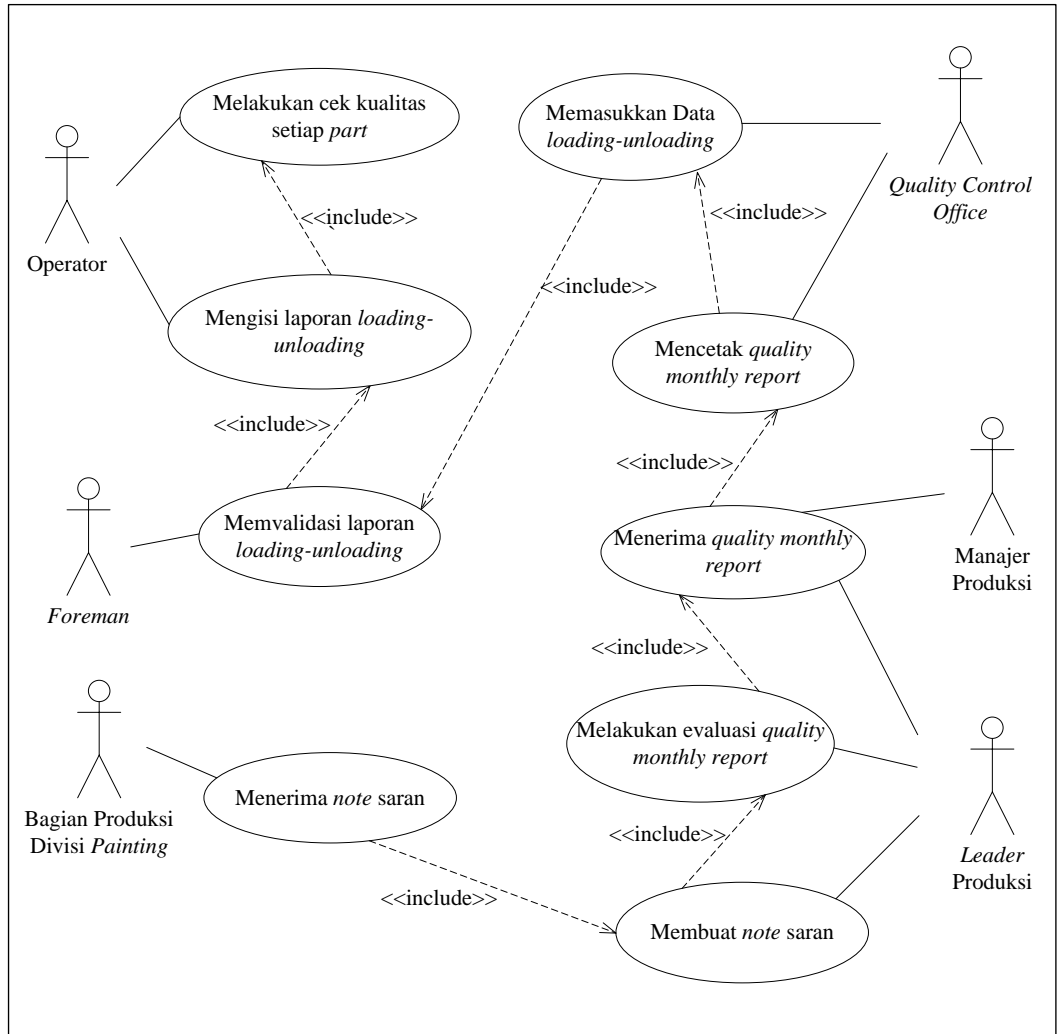 Melakukan cek kualitas
setiap part
Memasukkan Data
loading-unloading
Operator
Quality Control
Office
<<include>>
<<include>>
<<include>>
Mengisi laporan loading-
unloading
Mencetak quality
monthly report
<<include>>
<<include>>
Memvalidasi laporan
loading-unloading
Foreman
Menerima quality monthly
report
Manajer
Produksi
<<include>>
Melakukan evaluasi quality
monthly report
Bagian Produksi
Divisi Painting
Menerima note saran
<<include>>
Leader
Produksi
<<include>>
Membuat note saran